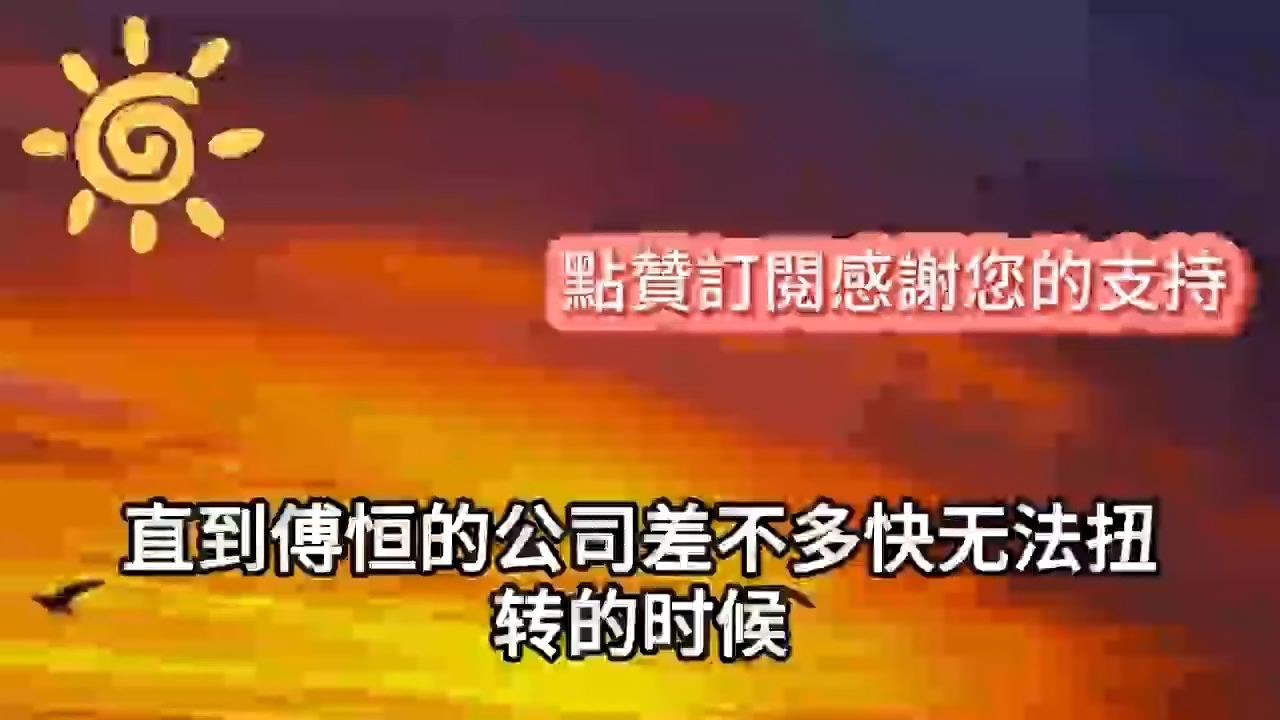 點贊訂閱感謝您的支持
直到傅恒的公司差不多快无法扭
转的时候